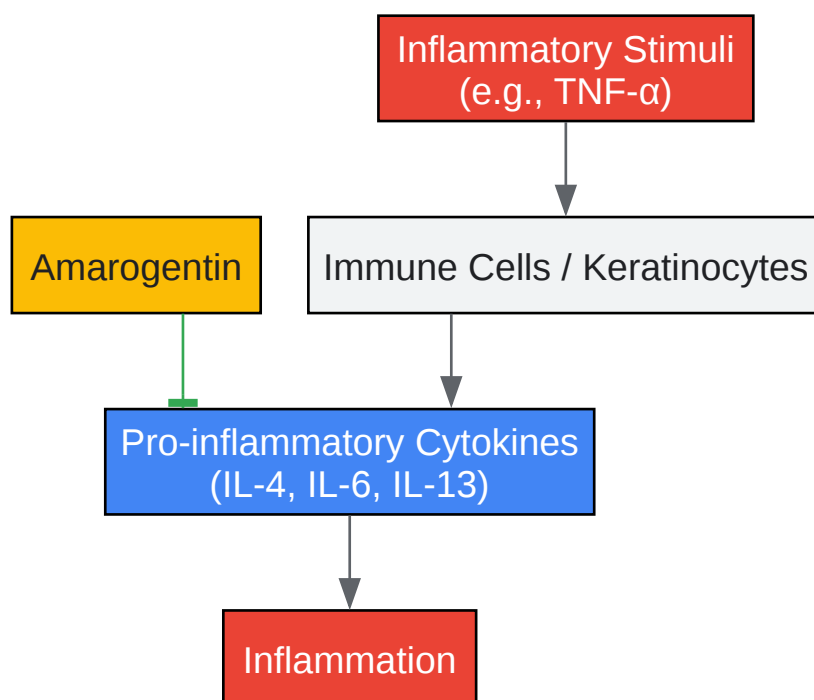 Inflammatory Stimuli
(e.g., TNF-α)
Amarogentin
Immune Cells / Keratinocytes
Pro-inflammatory Cytokines
(IL-4, IL-6, IL-13)
Inflammation